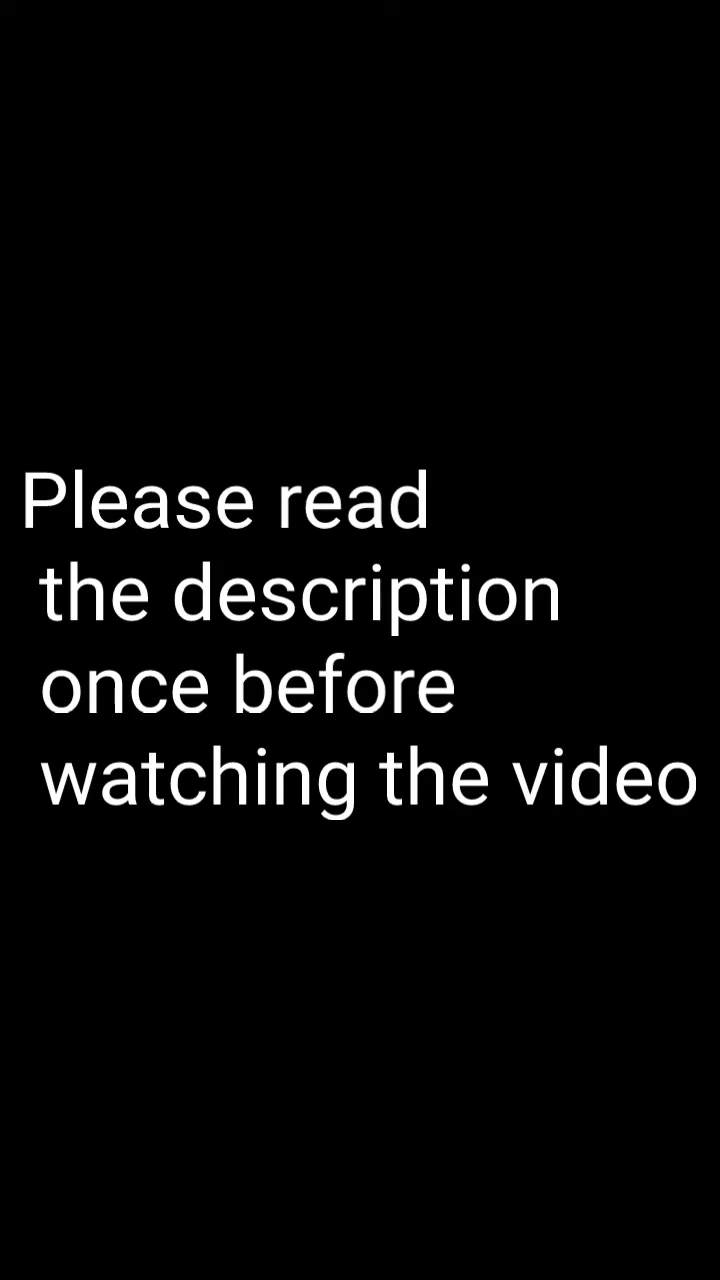 Please read
the description
once before
watching the video